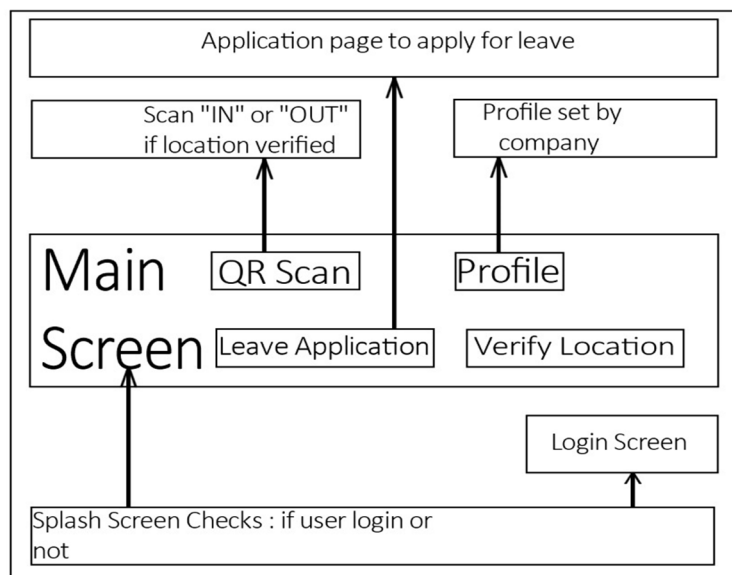 Application page to apply for leave
Scan "IN" or "OUT"
if location verified
Profile set by
company
Main
Screen
QR Scan
Profile
Leave Application
Verify Location
Login Screen
Splash Screen Checks : if user login or
not